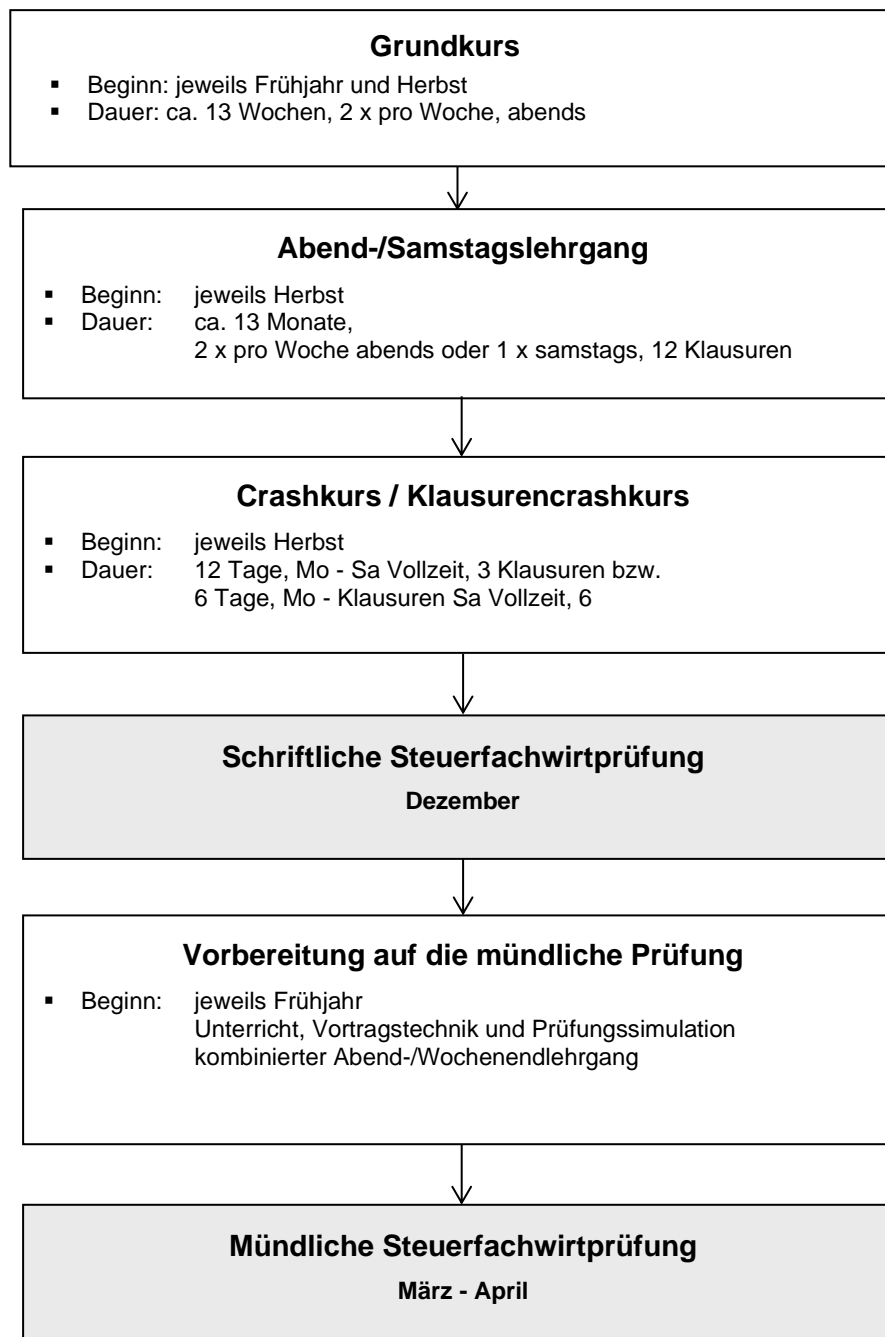 Grundkurs
▪ Beginn: jeweils Frühjahr und Herbst
▪ Dauer: ca. 13 Wochen, 2 x pro Woche, abends
Abend-/Samstagslehrgang
▪ Beginn: jeweils Herbst
▪ Dauer: ca. 13 Monate,
2 x pro Woche abends oder 1 x samstags, 12 Klausuren
Crashkurs / Klausurencrashkurs
▪ Beginn: jeweils Herbst
▪ Dauer: 12 Tage, Mo - Sa Vollzeit, 3 Klausuren bzw.
6 Tage, Mo - Klausuren Sa Vollzeit, 6
Schriftliche Steuerfachwirtprüfung
Dezember
Vorbereitung auf die mündliche Prüfung
▪ Beginn: jeweils Frühjahr
Unterricht, Vortragstechnik und Prüfungssimulation
kombinierter Abend-/Wochenendlehrgang
Mündliche Steuerfachwirtprüfung
März - April